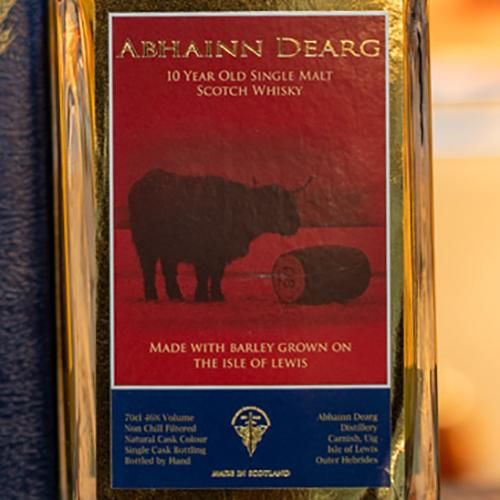 ABHAINN DEARG
10 YEAR OLD SINGLE MALT
SCOTCH WHISKY
MADE WITH BARLEY GROWN ON
THE ISLE OF LEWIS
70cl 46% Volume
Non Chill Filtered
Natural Cask Colour
Single Cask Bottling
Bottled by Hand
Abhainn Dearg
Distillery
Carnish, Uig
Isle of Lewis
Outer Hebrides
MADE IN SCOTLAND